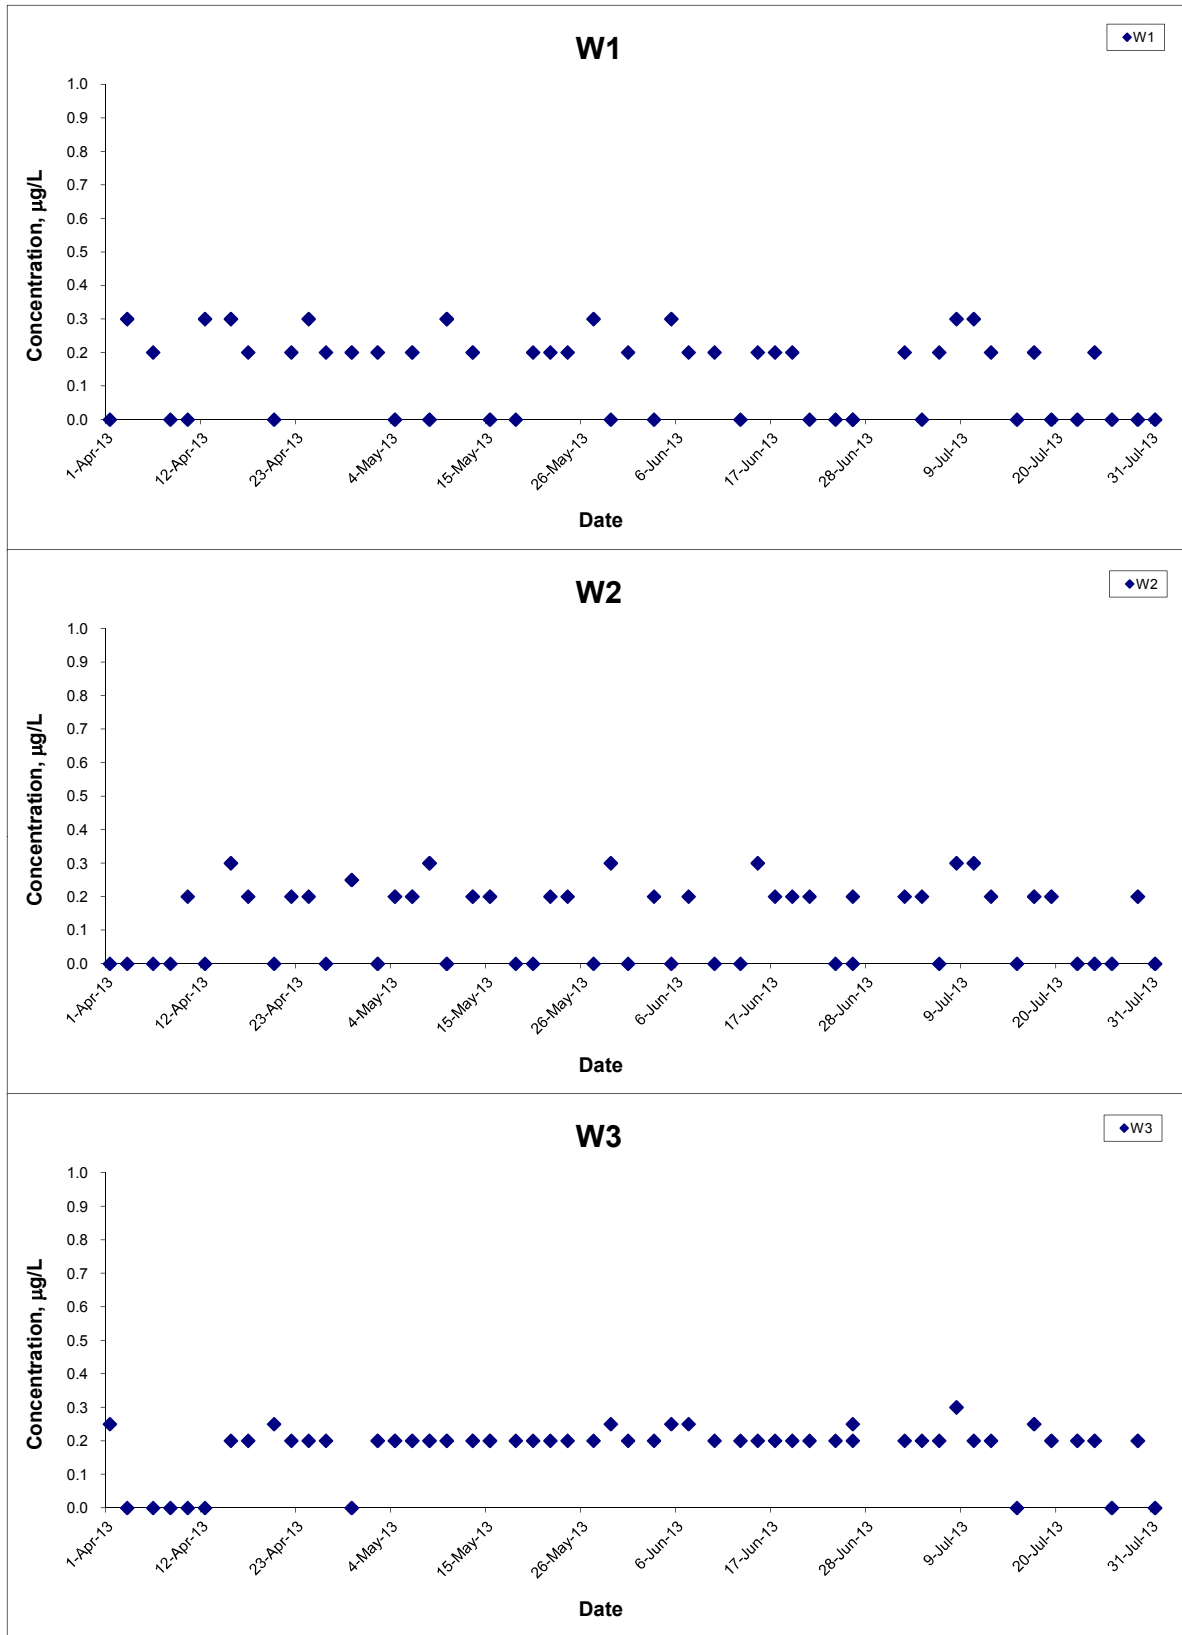 W1
W1
1.0
0.9
0.8
0.7
0.6
0.5
0.4
0.3
0.2
0.1
0.0
Concentration, µg/L
1-Apr-13
12-Apr-13
23-Apr-13
4-May-13
15-May-13
26-May-13
6-Jun-13
17-Jun-13
28-Jun-13
9-Jul-13
20-Jul-13
31-Jul-13
Date
W2
W2
1.0
0.9
0.8
0.7
0.6
0.5
0.4
0.3
0.2
0.1
0.0
Concentration, µg/L
1-Apr-13
12-Apr-13
23-Apr-13
4-May-13
15-May-13
26-May-13
6-Jun-13
17-Jun-13
28-Jun-13
9-Jul-13
20-Jul-13
31-Jul-13
Date
W3
W3
1.0
0.9
0.8
0.7
0.6
0.5
0.4
0.3
0.2
0.1
0.0
Concentration, µg/L
1-Apr-13
12-Apr-13
23-Apr-13
4-May-13
15-May-13
26-May-13
6-Jun-13
17-Jun-13
28-Jun-13
9-Jul-13
20-Jul-13
31-Jul-13
Date